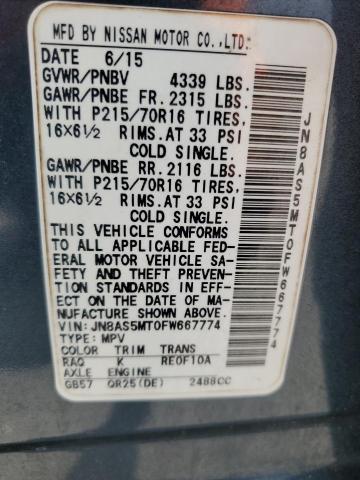 MFD BY NISSAN MOTOR CO.,LTD.
DATE 6/15
GVWR/PNBV 4339 LBS.
GAWR/PNBE FR. 2315 LBS.
WITH P215/70R16 TIRES,
16X6½ RIMS. AT 33 PSI
COLD SINGLE.
GAWR/PNBE RR. 2116 LBS.
WITH P215/70R16 TIRES,
16X6½ RIMS. AT 33 PSI
COLD SINGLE.
THIS VEHICLE CONFORMS
TO ALL APPLICABLE FED-
ERAL MOTOR VEHICLE SA-
FETY AND THEFT PREVEN-
TION STANDARDS IN EFF-
ECT ON THE DATE OF MA-
NUFACTURE SHOWN ABOVE.
VIN: JN8AS5MT0FW667774
TYPE: MPV
COLOR TRIM TRANS
RAQ K RE0F10A
AXLE ENGINE
GB57 QR25(DE) 2488CC
JN8AS5MT0FW667774